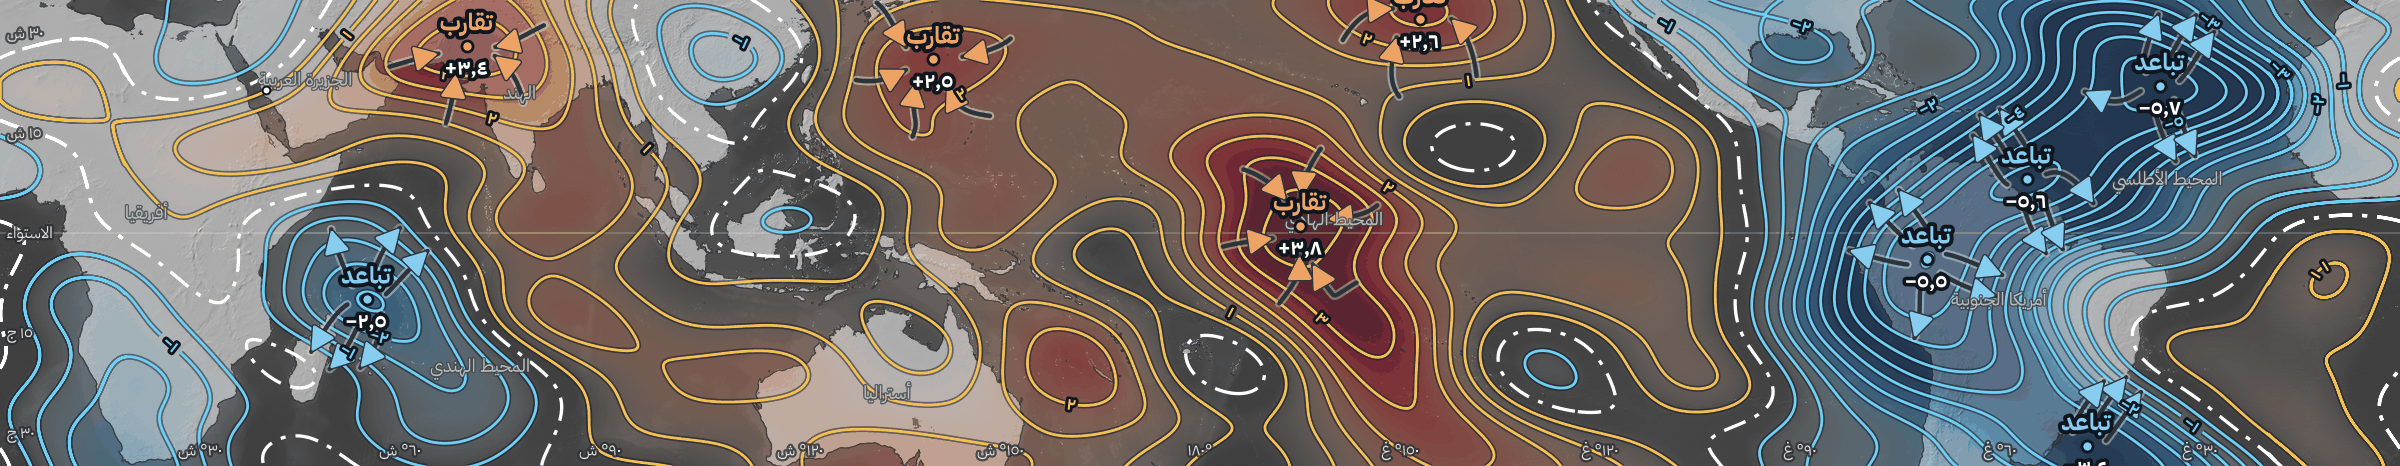 تقارب
+٣,٤
تقارب
+٢,٥
+٢,٦
تقارب
+٣,٨
تباعد
−٢,٥
تباعد
−٥,٧
تباعد
−٥,٦
تباعد
−٥,٥
تباعد
الجزيرة العربية
الهند
أفريقيا
المحيط الهندي
أستراليا
المحيط الهادي
المحيط الأطلسي
أمريكا الجنوبية
٣٠ ش
١٥ ش
الاستواء
١٥ ج
٣٠ ج
٣٠° ش
٦٠° ش
٩٠° ش
١٢٠° ش
١٥٠° ش
١٨٠°
١٥٠° غ
١٢٠° غ
٩٠° غ
٦٠° غ
٣٠° غ